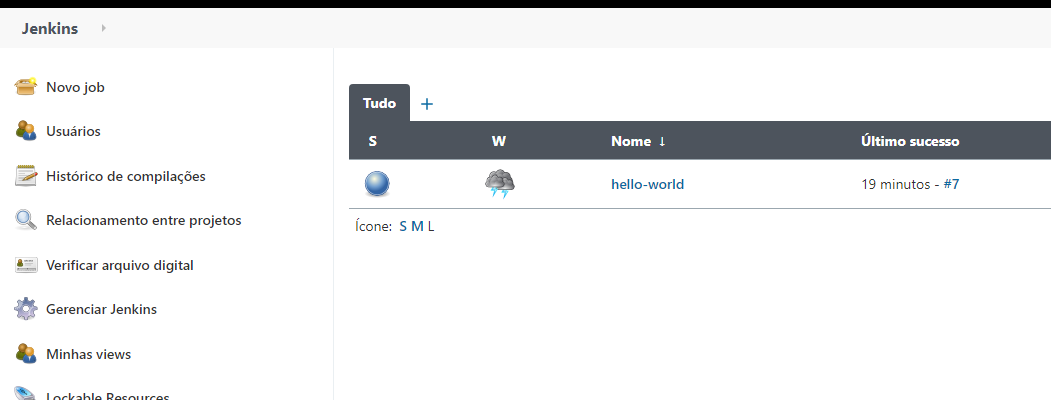 Jenkins
Novo job
Usuários
Histórico de compilações
Relacionamento entre projetos
Verificar arquivo digital
Gerenciar Jenkins
Minhas views
Lockable Resources
Tudo +
S W Nome ↓ Último sucesso
hello-world 19 minutos - #7
Ícone: S M L